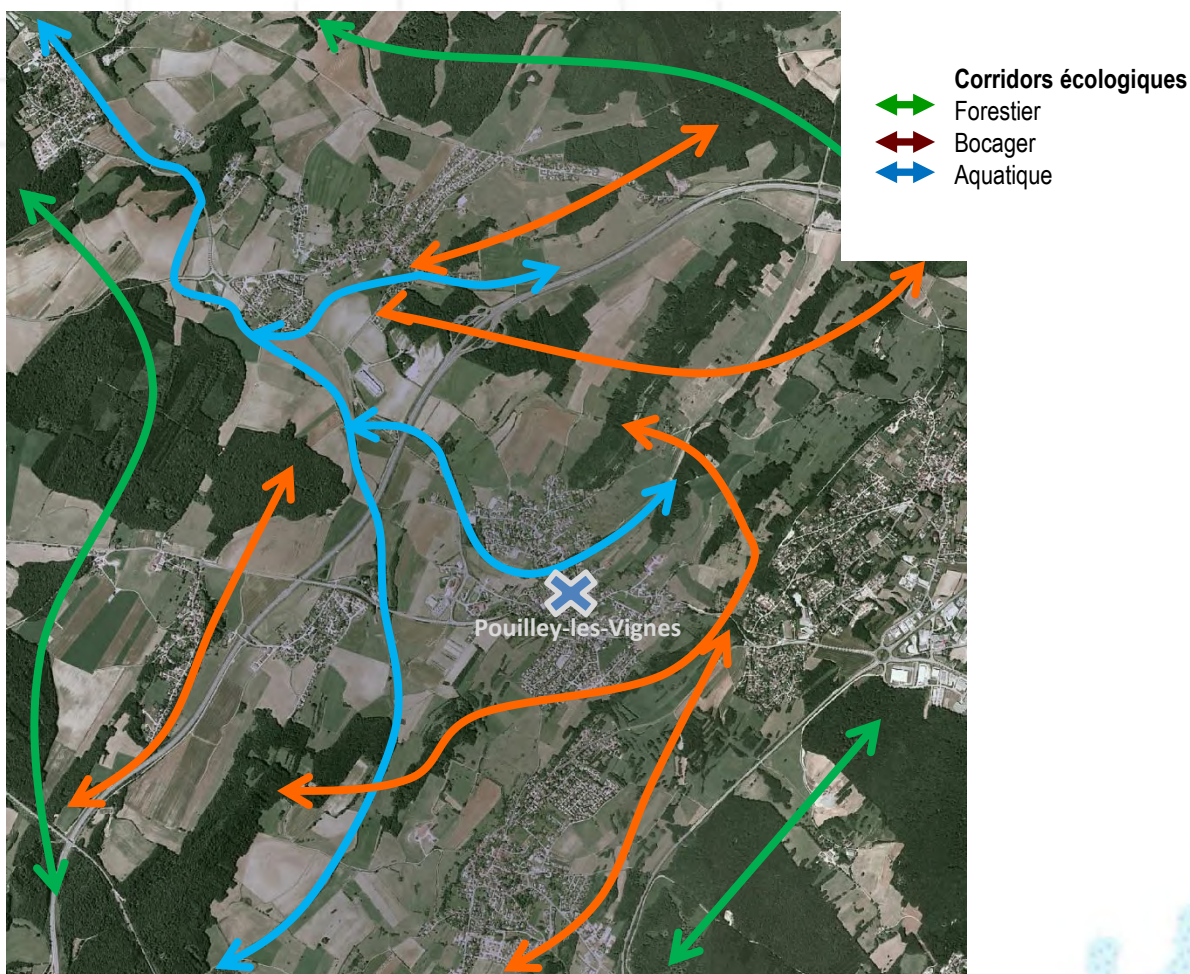 Corridors écologiques
Forestier
Bocager
Aquatique
Pouilley-les-Vignes